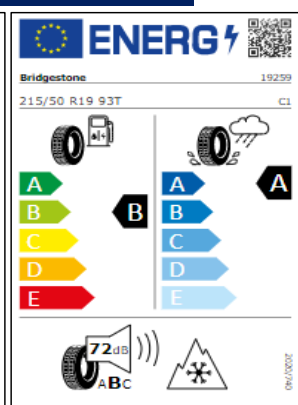 ENERG
Bridgestone 19259
215/50 R19 93T C1
A A A
B B B
C C
D D
E E
72dB
ABC
2020/740